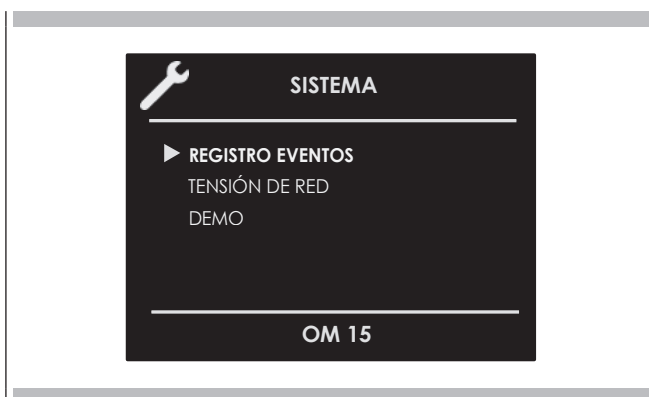 SISTEMA
REGISTRO EVENTOS
TENSIÓN DE RED
DEMO
OM 15